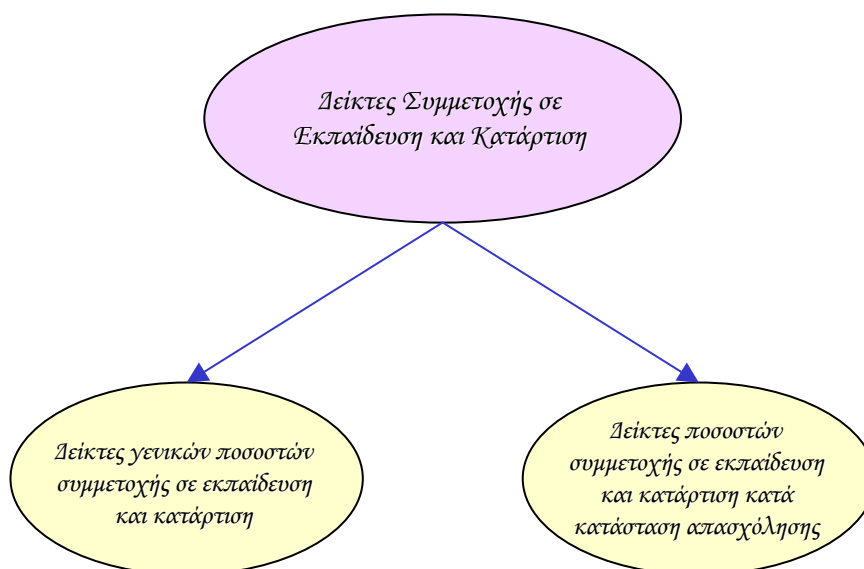 Δείκτες Συμμετοχής σε
Εκπαίδευση και Κατάρτιση
Δείκτες γενικών ποσοστών
συμμετοχής σε εκπαίδευση
και κατάρτιση
Δείκτες ποσοστών
συμμετοχής σε εκπαίδευση
και κατάρτιση κατά
κατάσταση απασχόλησης